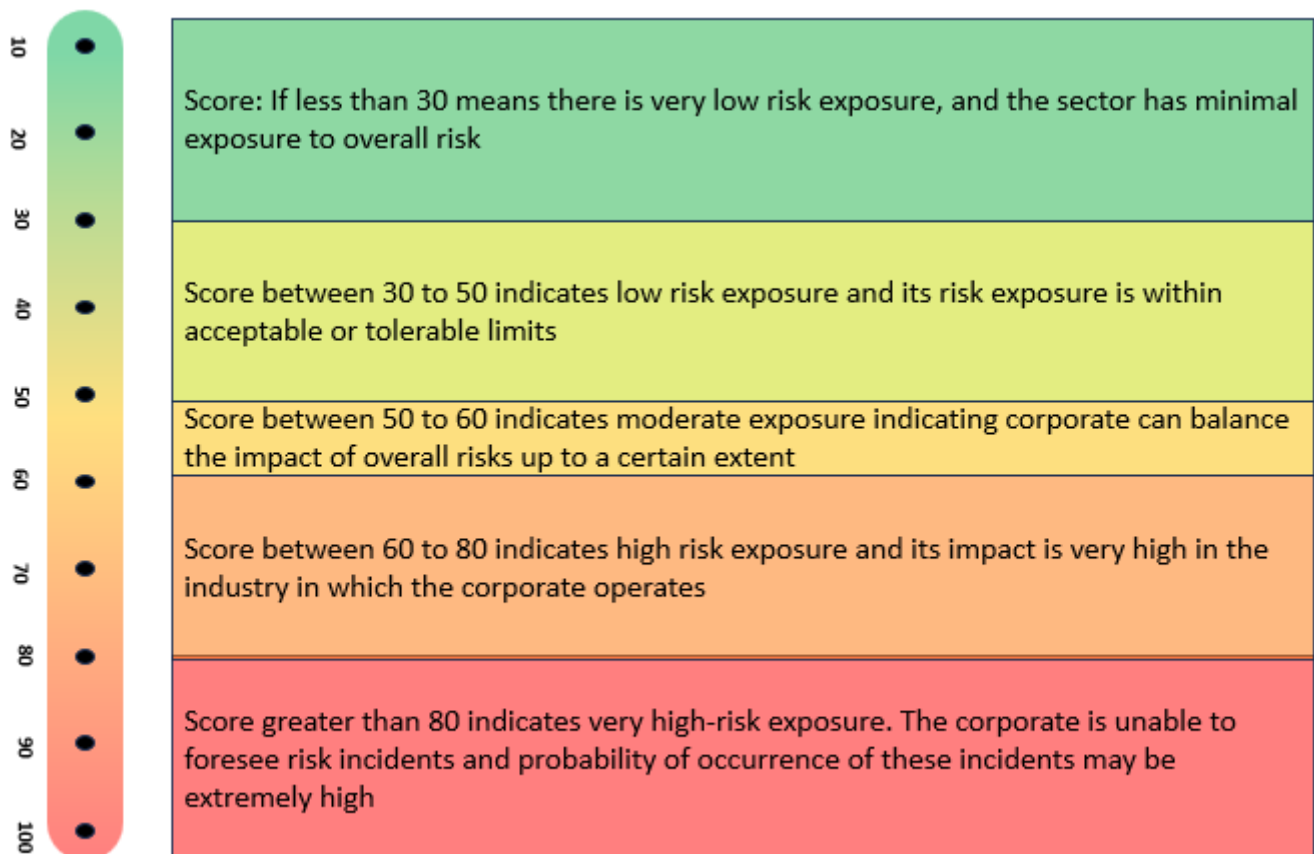 10
20
30
40
50
60
70
80
90
100
Score: If less than 30 means there is very low risk exposure, and the sector has minimal
exposure to overall risk
Score between 30 to 50 indicates low risk exposure and its risk exposure is within
acceptable or tolerable limits
Score between 50 to 60 indicates moderate exposure indicating corporate can balance
the impact of overall risks up to a certain extent
Score between 60 to 80 indicates high risk exposure and its impact is very high in the
industry in which the corporate operates
Score greater than 80 indicates very high-risk exposure. The corporate is unable to
foresee risk incidents and probability of occurrence of these incidents may be
extremely high